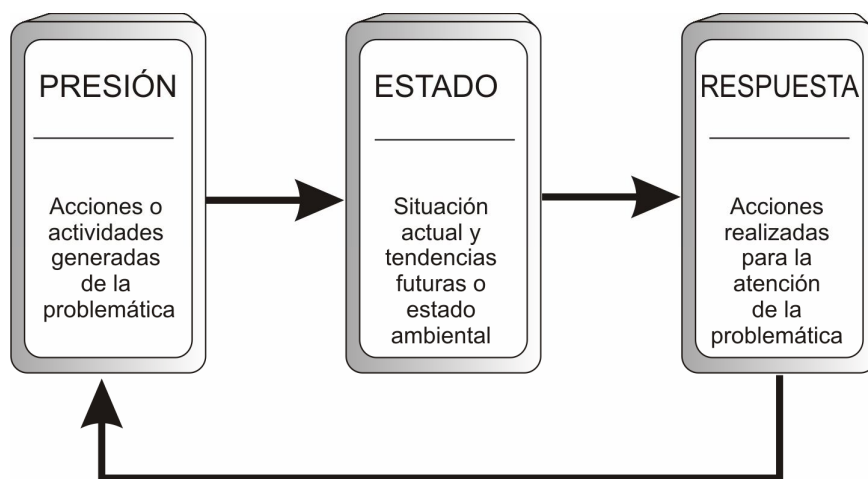 PRESIÓN
Acciones o
actividades
generadas
de la
problemática
ESTADO
Situación
actual y
tendencias
futuras o
estado
ambiental
RESPUESTA
Acciones
realizadas
para la
atención
de la
problemática